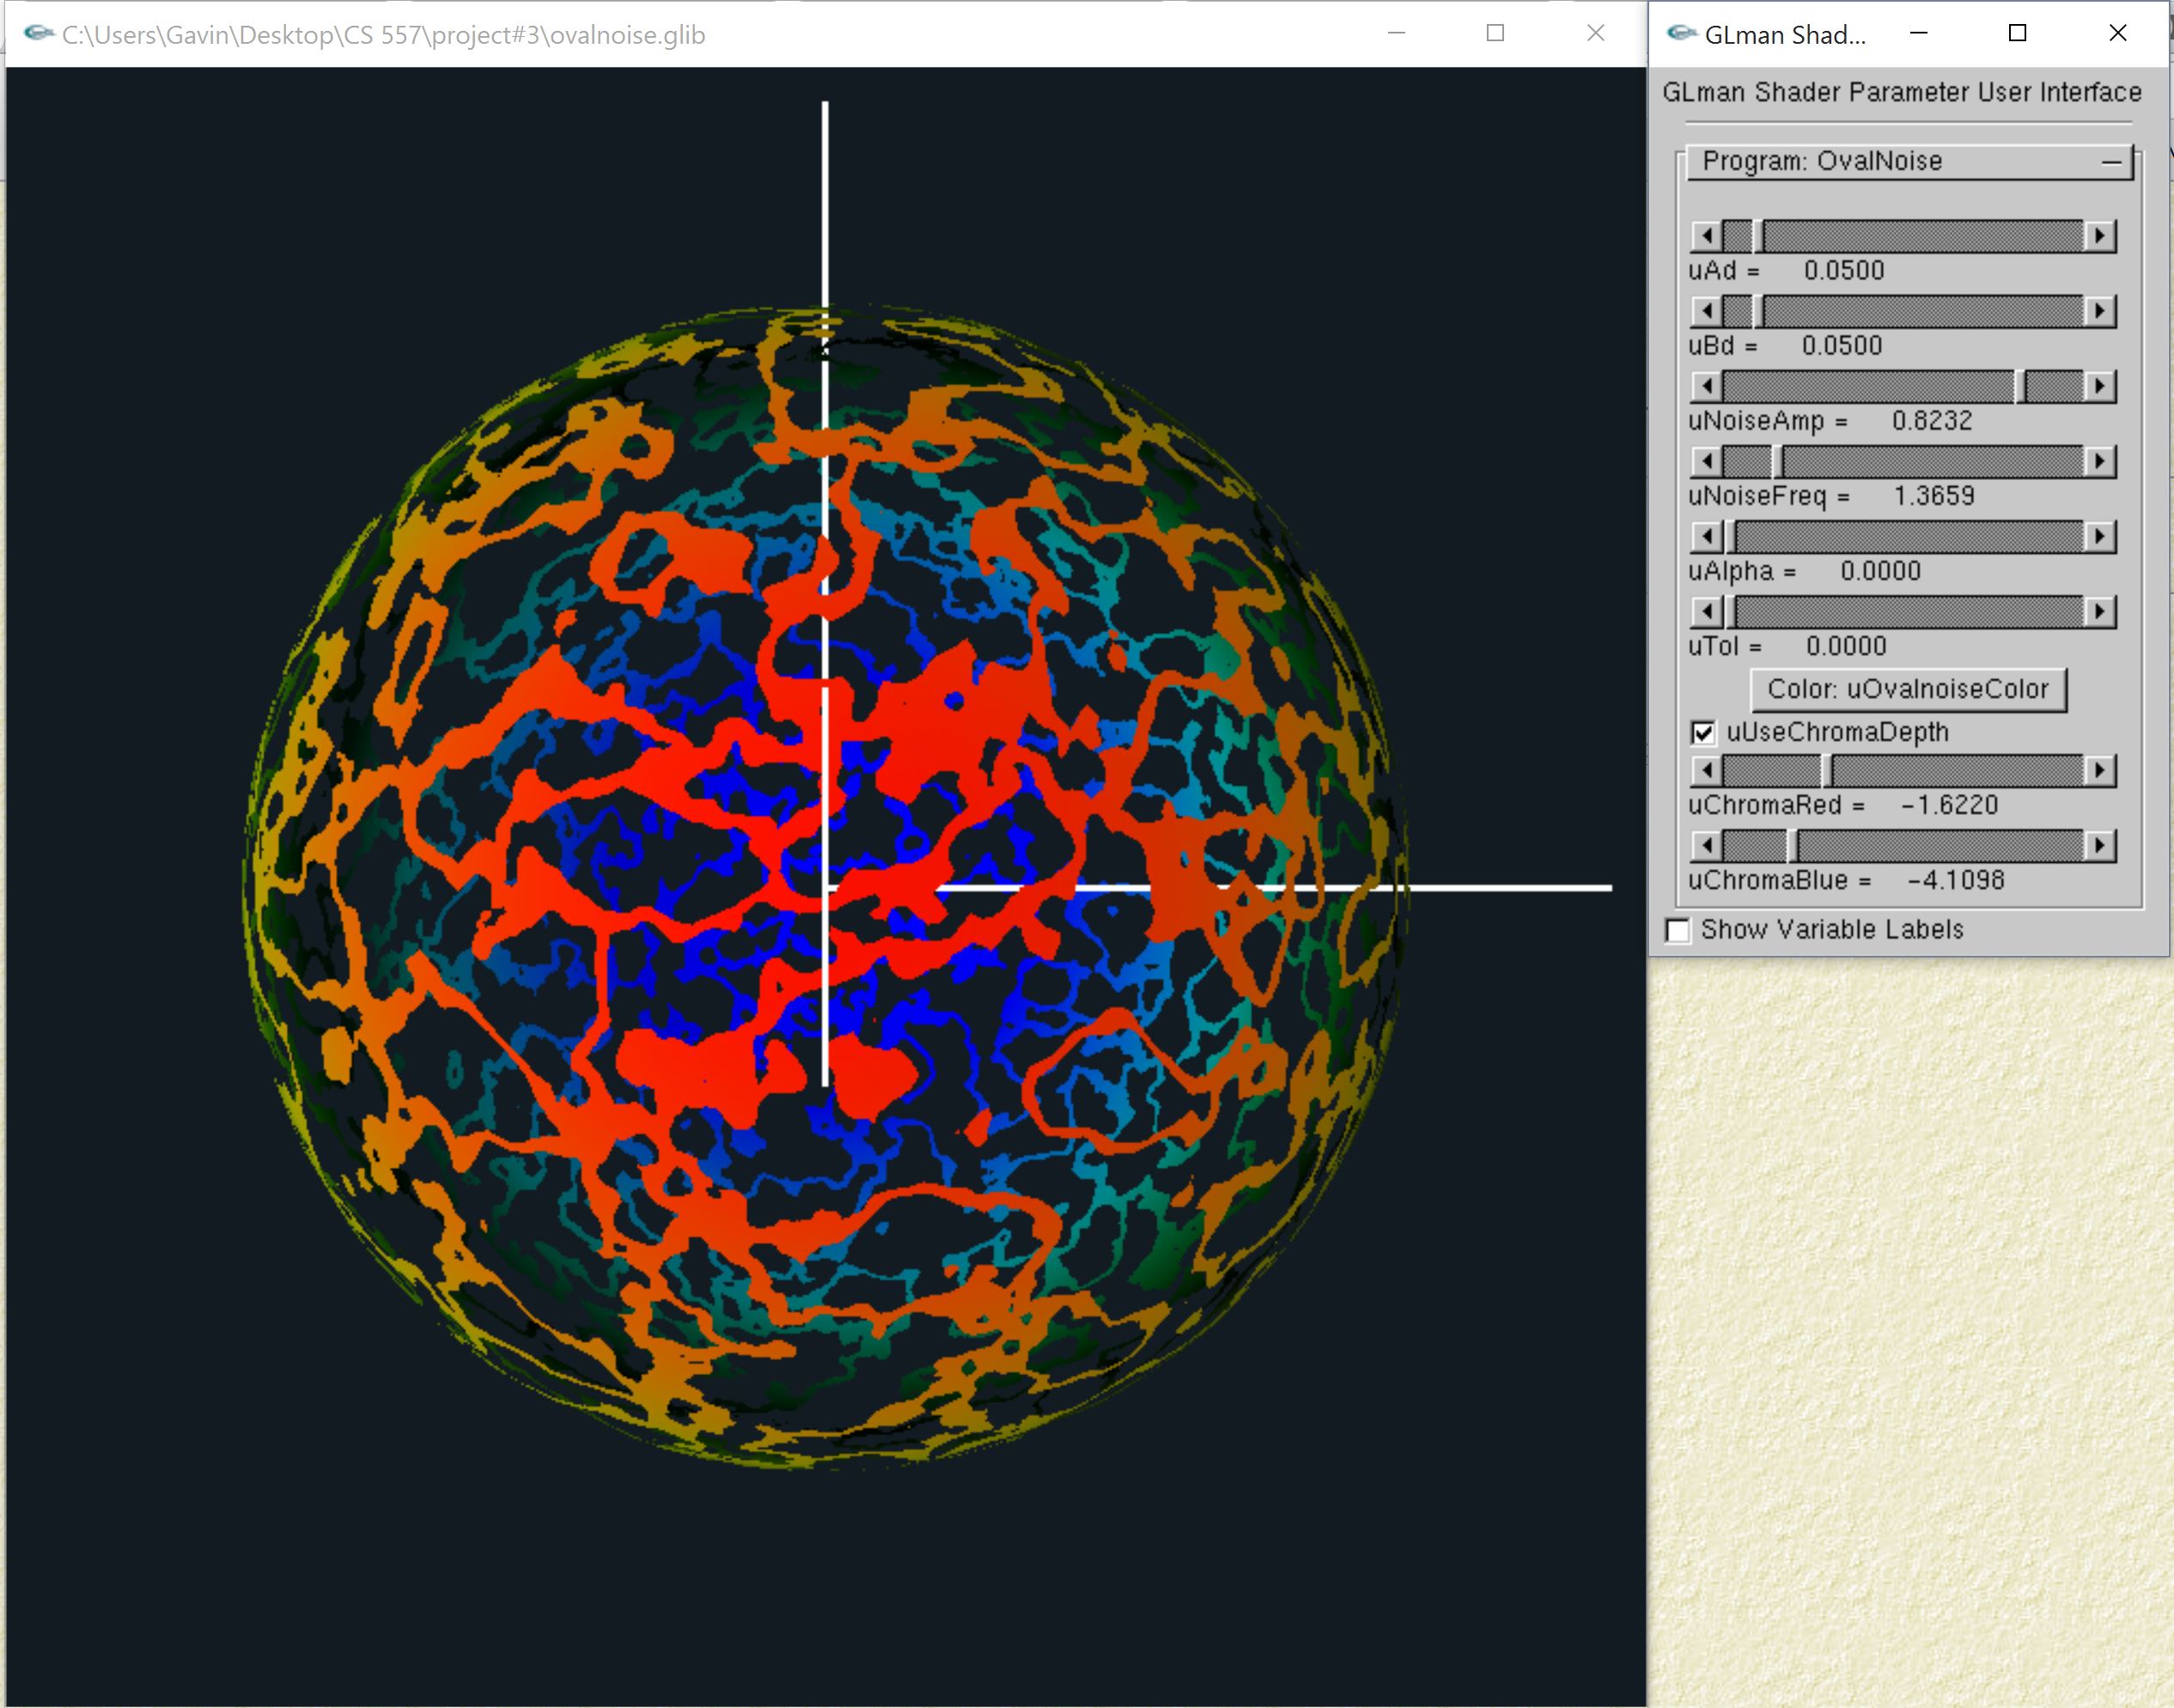 C:\Users\Gavin\Desktop\CS 557\project#3\ovalnoise.glib
GLman Shad...
GLman Shader Parameter User Interface
Program: OvalNoise
uAd = 0.0500
uBd = 0.0500
uNoiseAmp = 0.8232
uNoiseFreq = 1.3659
uAlpha = 0.0000
uTol = 0.0000
Color: uOvalnoiseColor
uUseChromaDepth
uChromaRed = -1.6220
uChromaBlue = -4.1098
Show Variable Labels